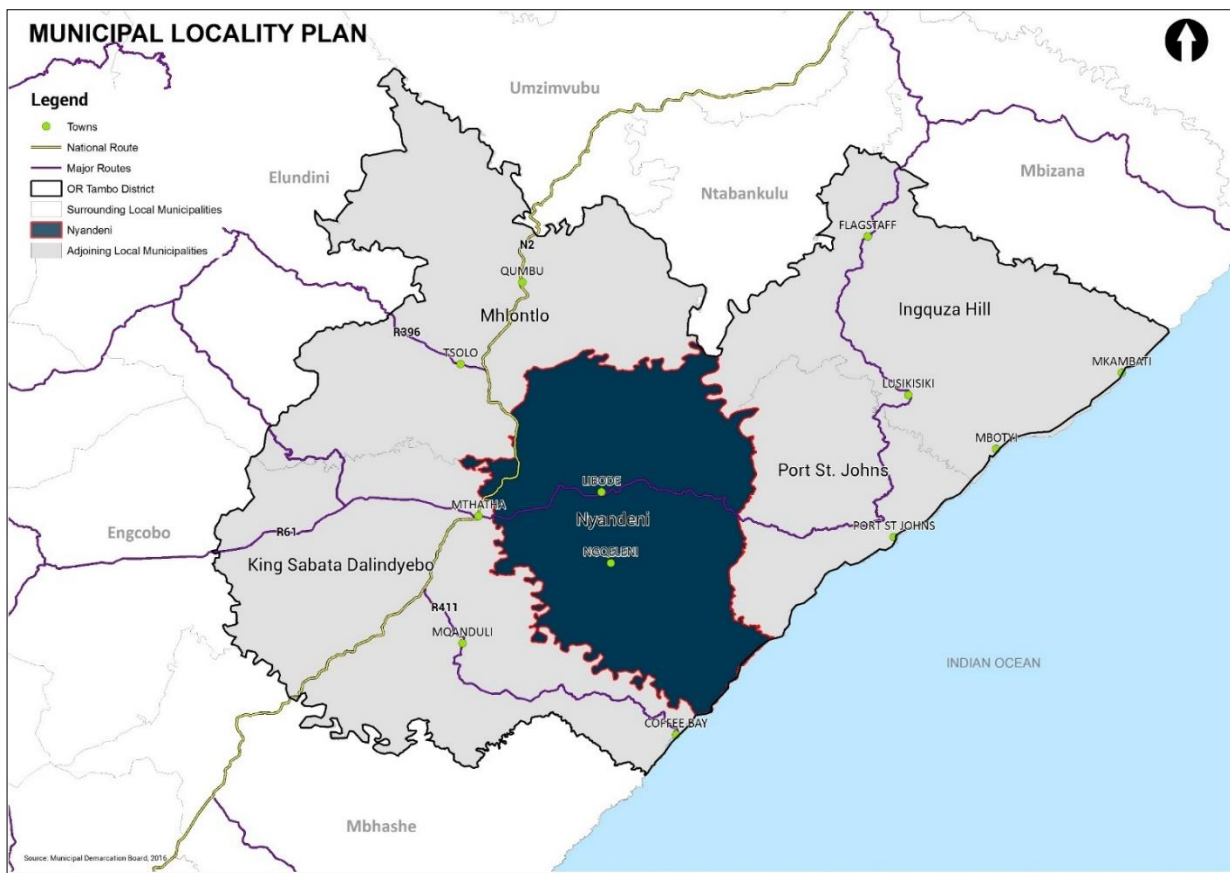 MUNICIPAL LOCALITY PLAN
Legend
Towns
National Route
Major Routes
OR Tambo District
Surrounding Local Municipalities
Nyandeni
Adjoining Local Municipalities
Umzimvubu
Elundini
Ntabankulu
Mbizana
FLAGSTAFF
N2
QUMBU
Mhlontlo
Ingquza Hill
R396
TSOLO
MKAMBATI
LUSIKISIKI
MBOTYI
Port St. Johns
LIBODE
MTHATHA
Nyandeni
PORT ST JOHNS
Engcobo
R61
NGQELENI
King Sabata Dalindyebo
R411
MQANDULI
INDIAN OCEAN
COFFEE BAY
Mbhashe
Source: Municipal Demarcation Board, 2016